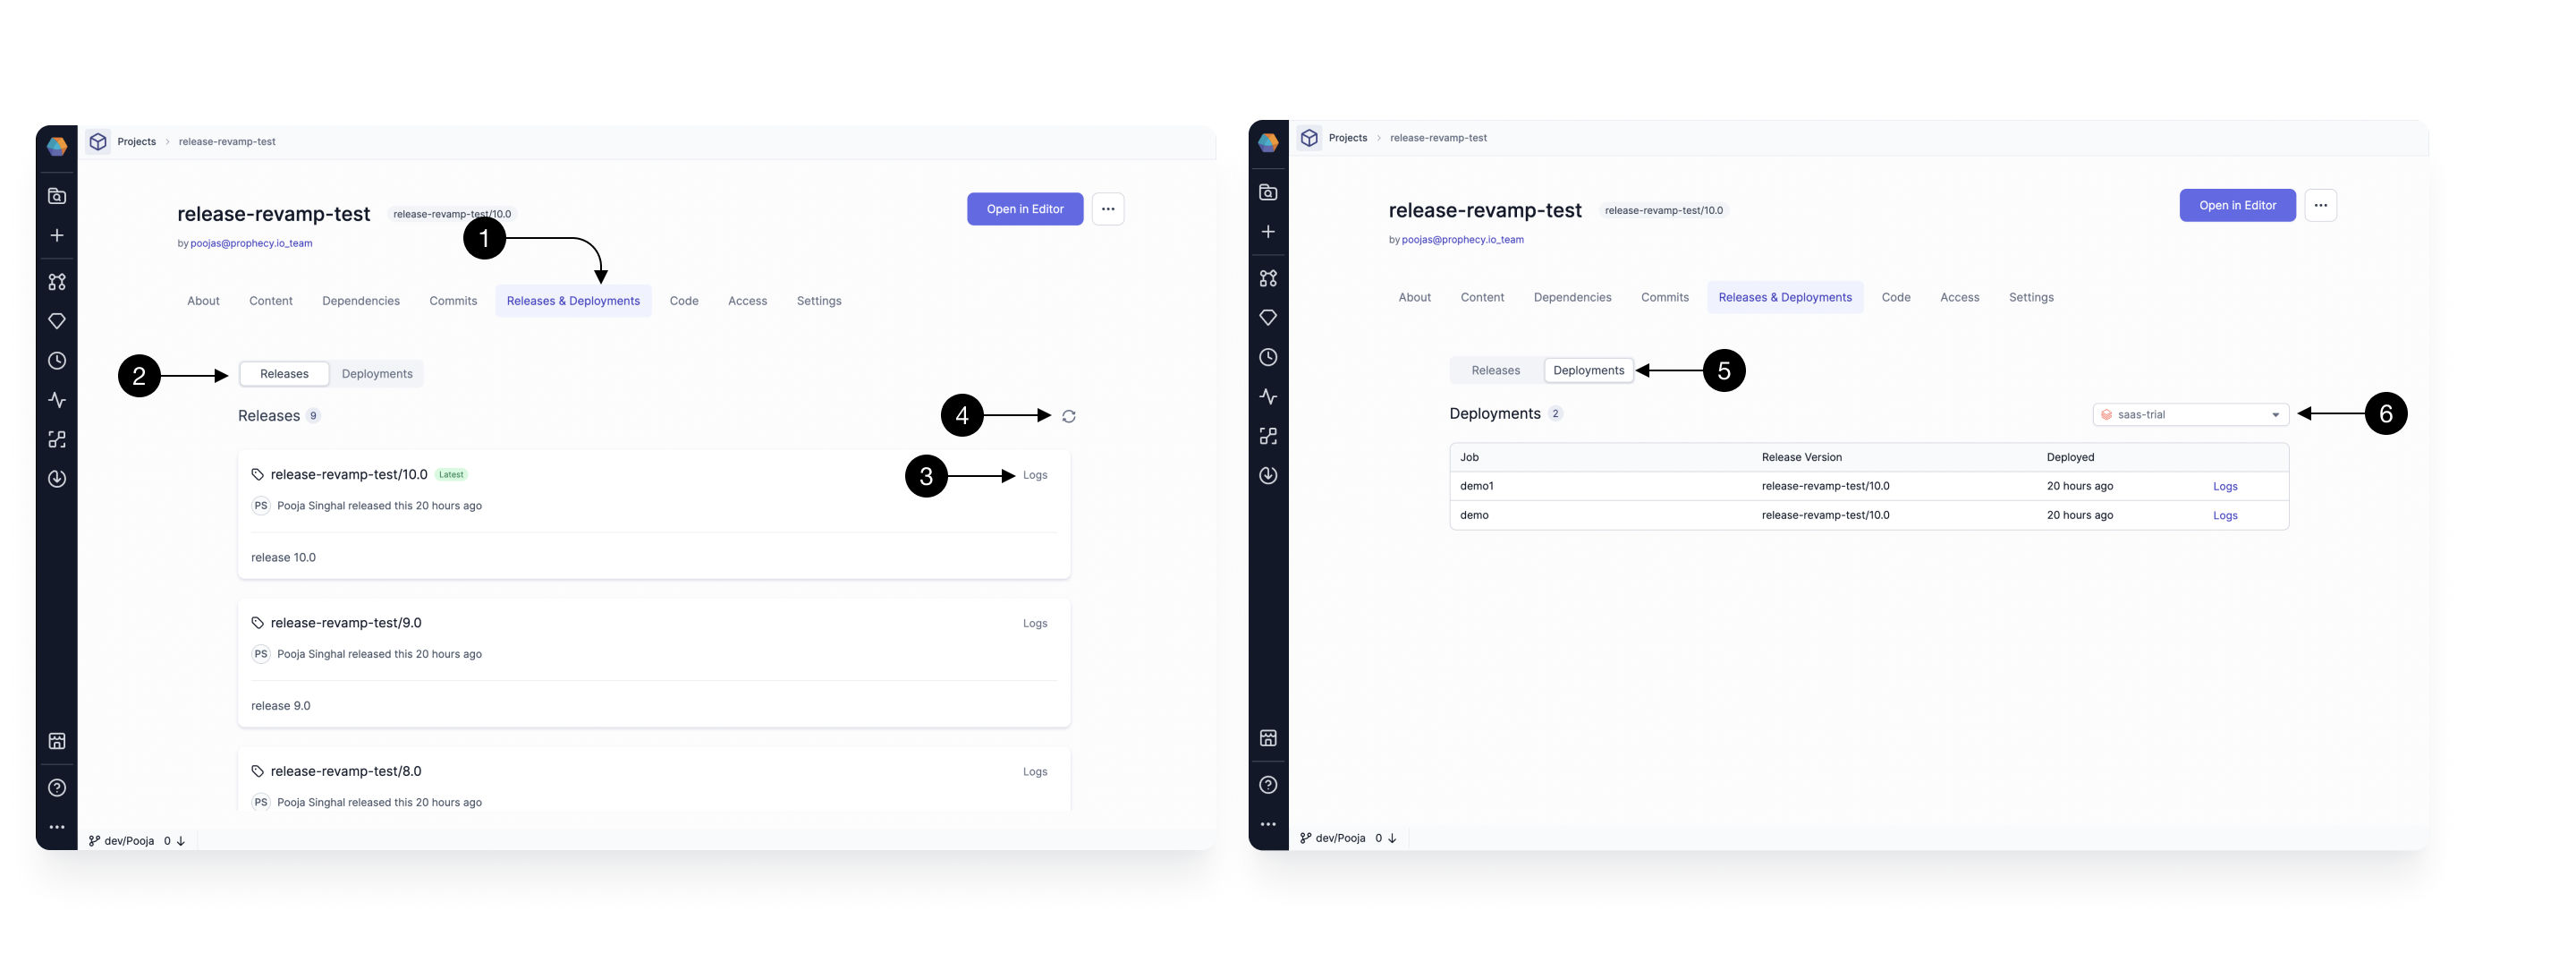 Projects > release-revamp-test
release-revamp-test release-revamp-test/10.0
Open in Editor
by poojas@prophecy.io_team
1
About Content Dependencies Commits Releases & Deployments Code Access Settings
2
Releases Deployments
Releases 9
4
release-revamp-test/10.0 Latest
3
Logs
PS Pooja Singhal released this 20 hours ago
release 10.0
release-revamp-test/9.0 Logs
PS Pooja Singhal released this 20 hours ago
release 9.0
release-revamp-test/8.0 Logs
PS Pooja Singhal released this 20 hours ago
dev/Pooja 0
Projects > release-revamp-test
release-revamp-test release-revamp-test/10.0
Open in Editor
by poojas@prophecy.io_team
About Content Dependencies Commits Releases & Deployments Code Access Settings
Releases Deployments
5
Deployments 2
saas-trial
6
Job Release Version Deployed
demo1 release-revamp-test/10.0 20 hours ago Logs
demo release-revamp-test/10.0 20 hours ago Logs
dev/Pooja 0